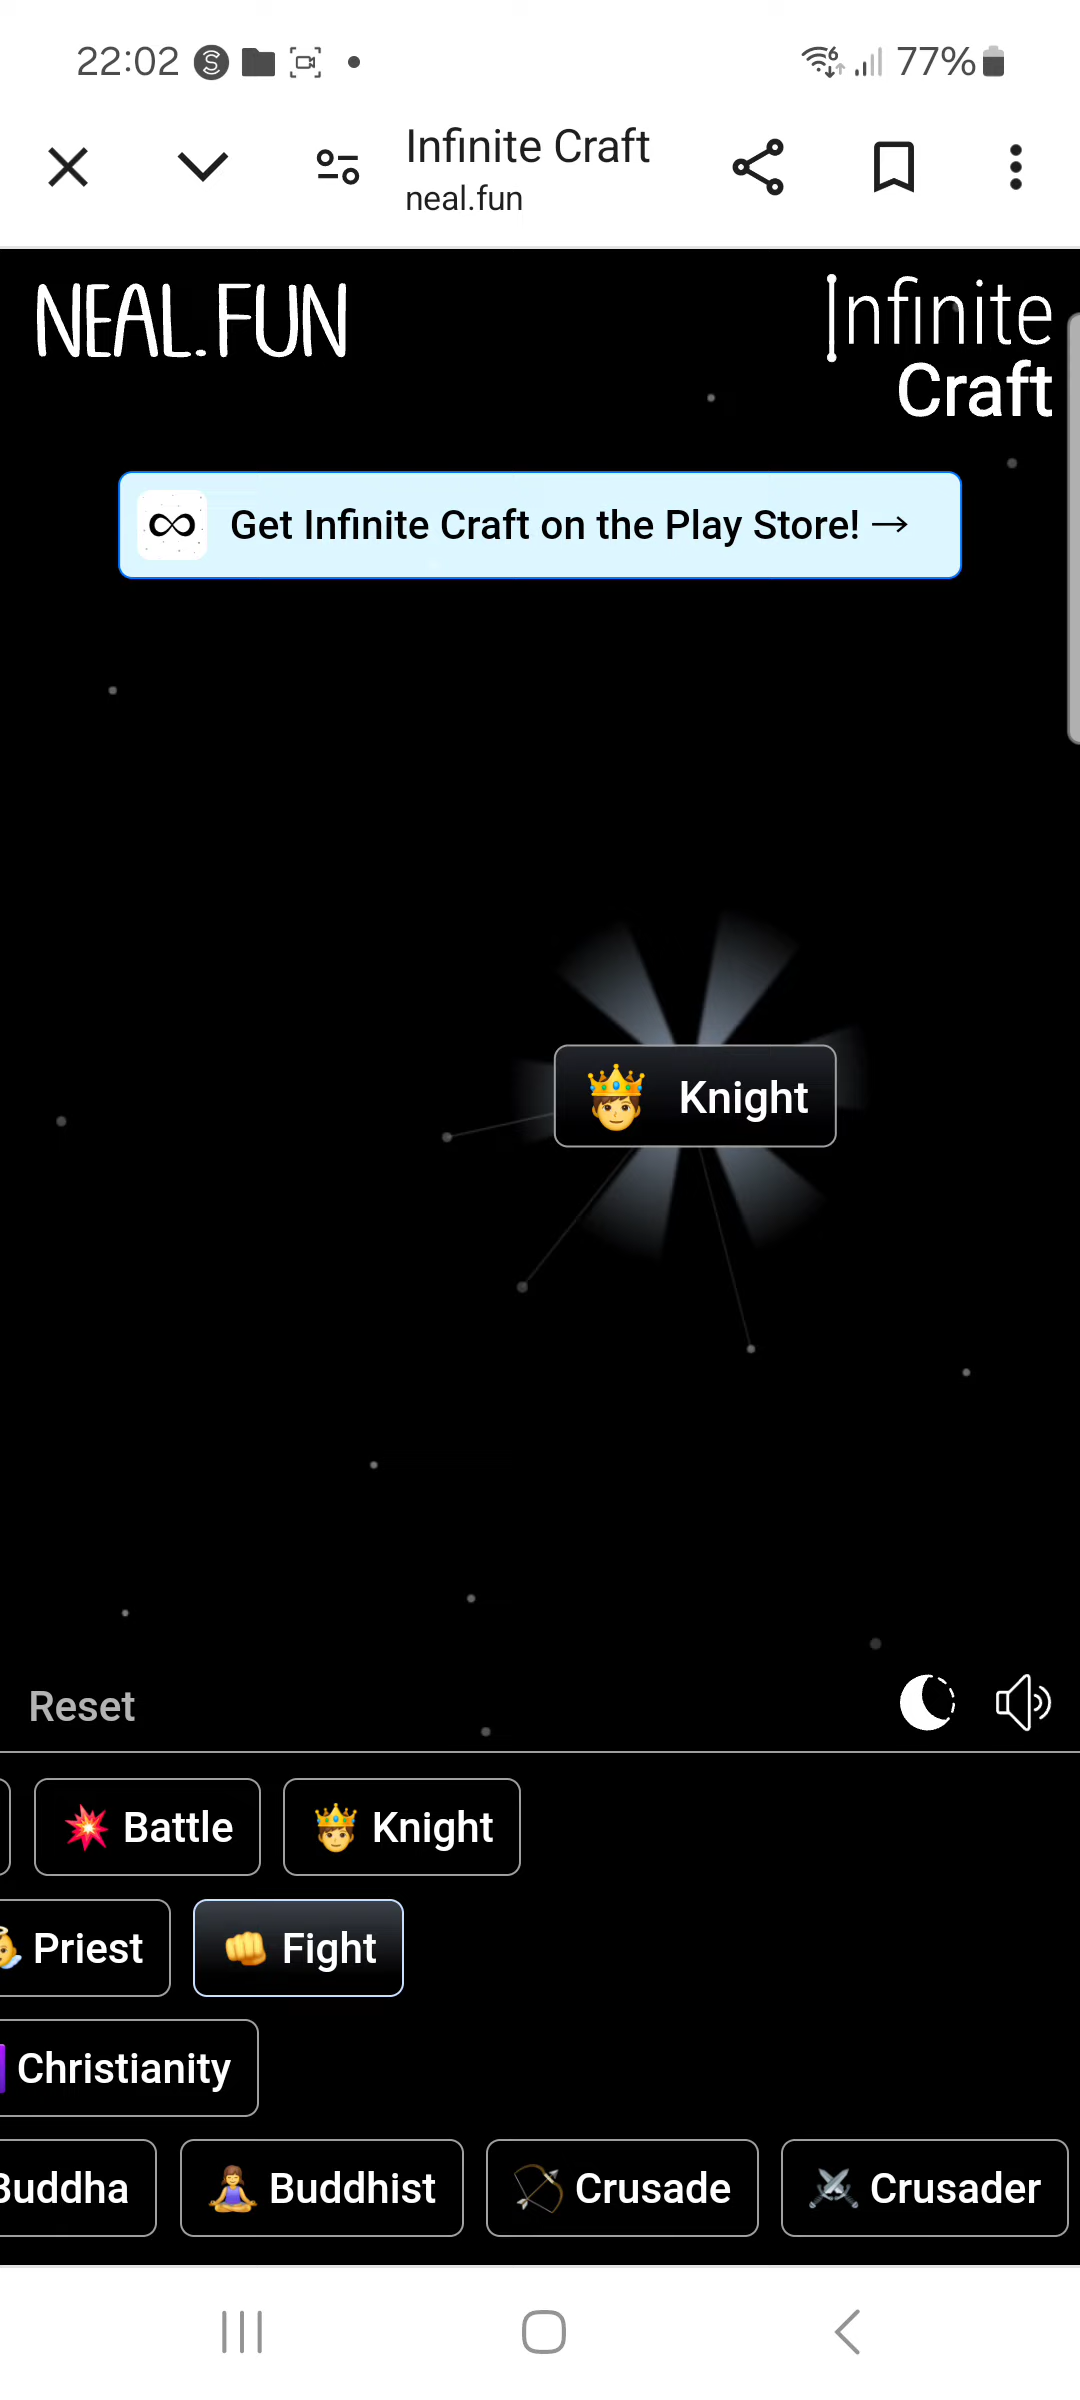 22:02 77%
Infinite Craft
neal.fun
NEAL.FUN
Infinite
Craft
Get Infinite Craft on the Play Store! →
Knight
Reset
Battle Knight
Priest Fight
Christianity
Buddha Buddhist Crusade Crusader